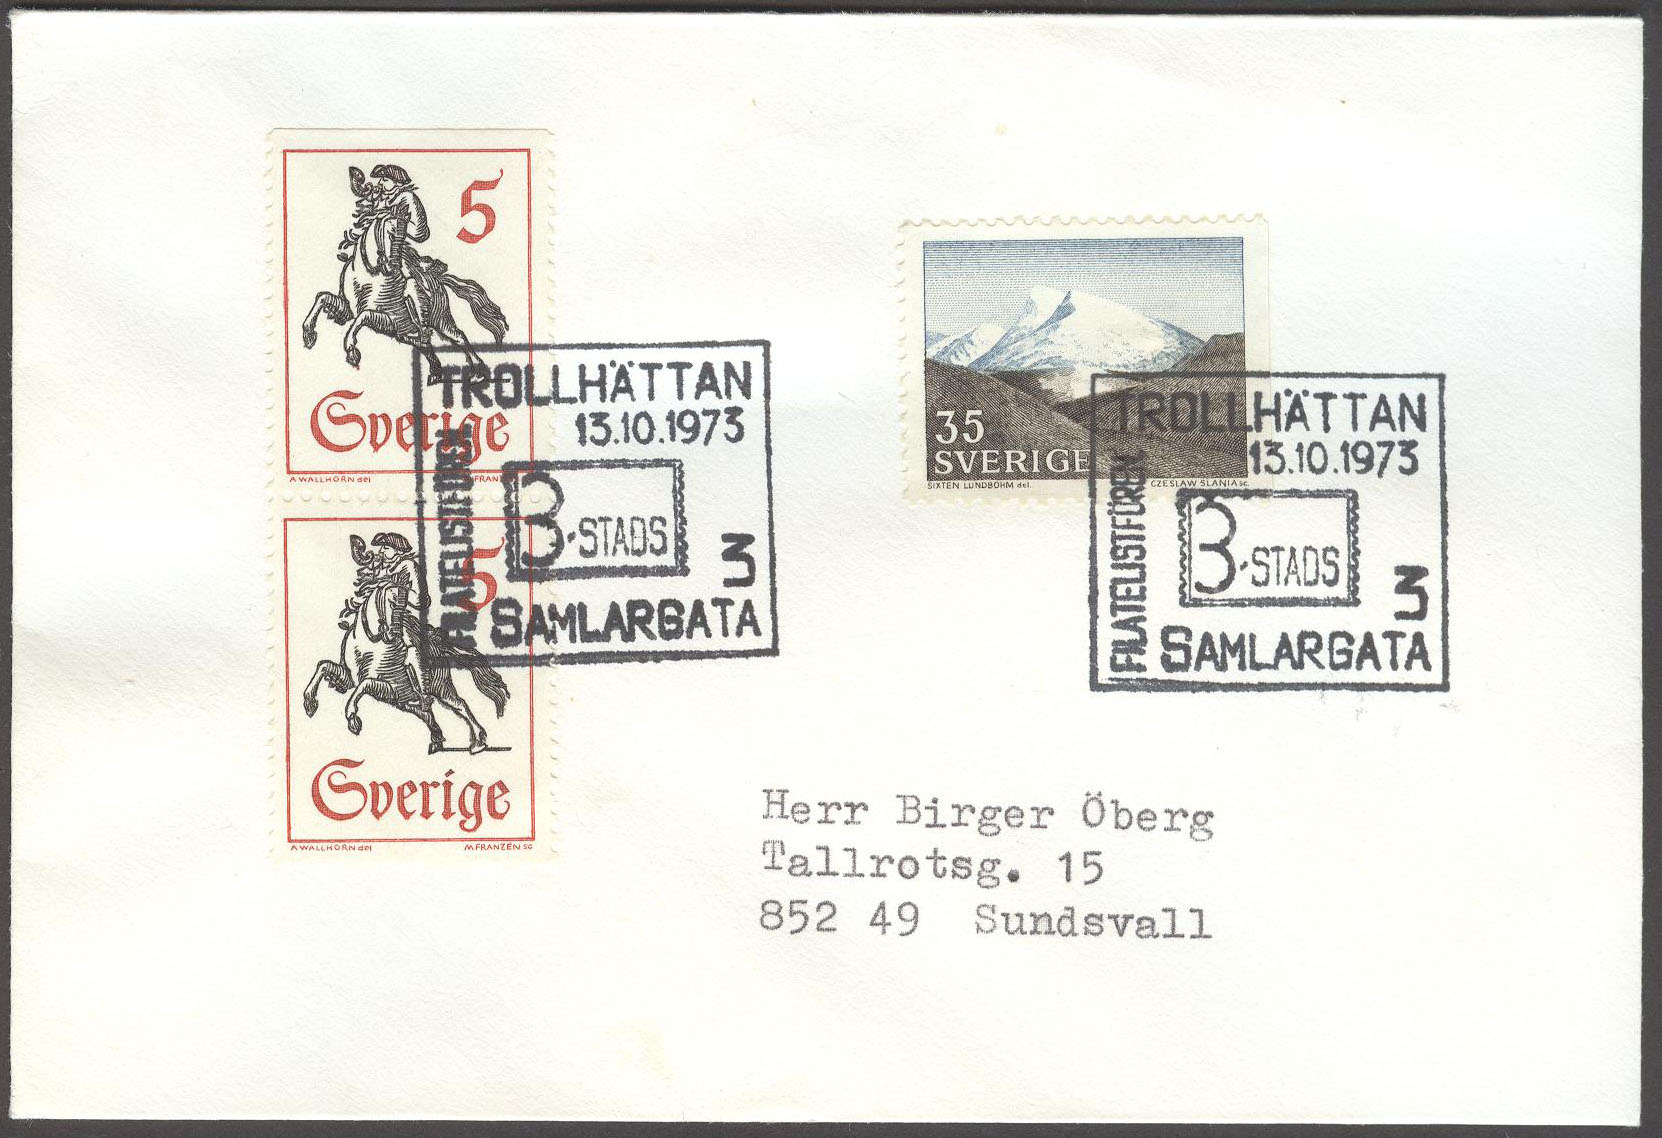 5
Sverige
A WALLHORN del
5
Sverige
A WALLHORN del M FRANZÉN SC
TROLLHÄTTAN
13.10.1973
FILATELISTFÖREN
3-STADS
3
SAMLARGATA
35
SVERIGE
SIXTEN LUNDBOHM del. CZESLAW SLANIA sc.
TROLLHÄTTAN
13.10.1973
FILATELISTFÖREN
3-STADS
3
SAMLARGATA
Herr Birger Öberg
Tallrotsg. 15
852 49 Sundsvall